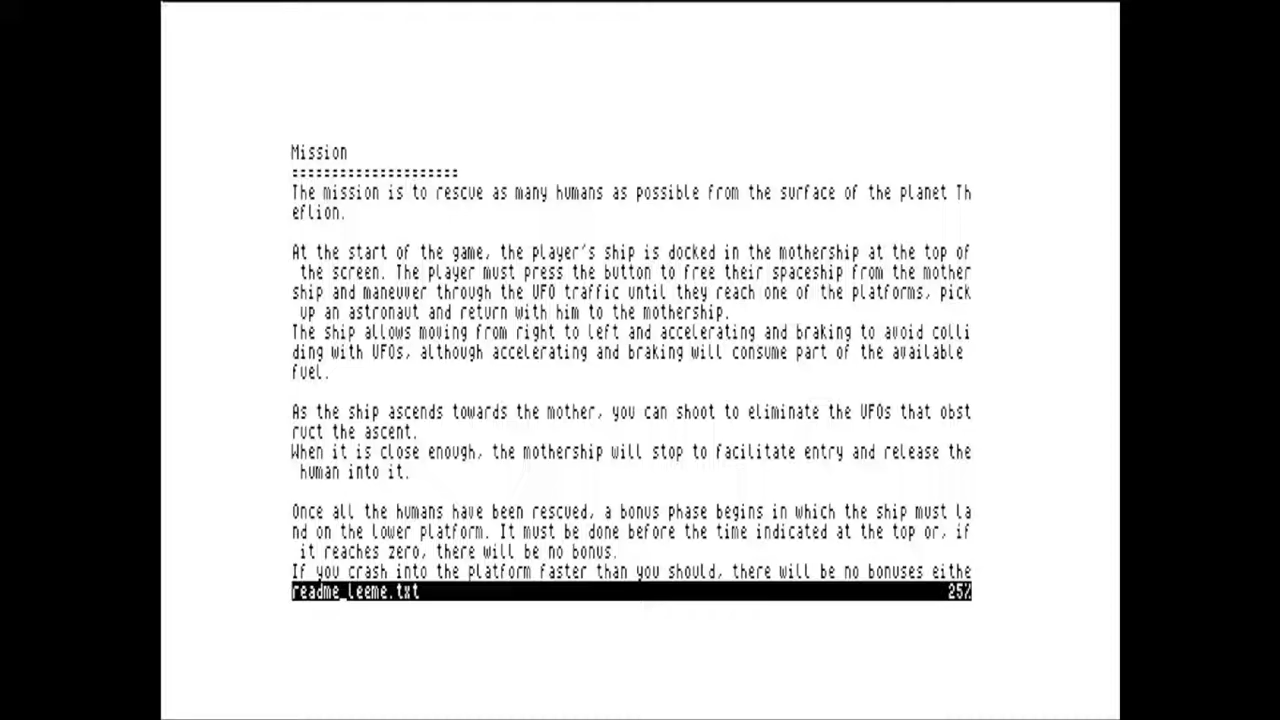 Mission
=====================
The mission is to rescue as many humans as possible from the surface of the planet Th
eflion.
At the start of the game, the player's ship is docked in the mothership at the top of
the screen. The player must press the button to free their spaceship from the mother
ship and maneuver through the UFO traffic until they reach one of the platforms, pick
up an astronaut and return with him to the mothership.
The ship allows moving from right to left and accelerating and braking to avoid colli
ding with UFOs, although accelerating and braking will consume part of the available
fuel.
As the ship ascends towards the mother, you can shoot to eliminate the UFOs that obst
ruct the ascent.
When it is close enough, the mothership will stop to facilitate entry and release the
human into it.
Once all the humans have been rescued, a bonus phase begins in which the ship must la
nd on the lower platform. It must be done before the time indicated at the top or, if
it reaches zero, there will be no bonus.
If you crash into the platform faster than you should, there will be no bonuses eithe
readme_leeme.txt 25%